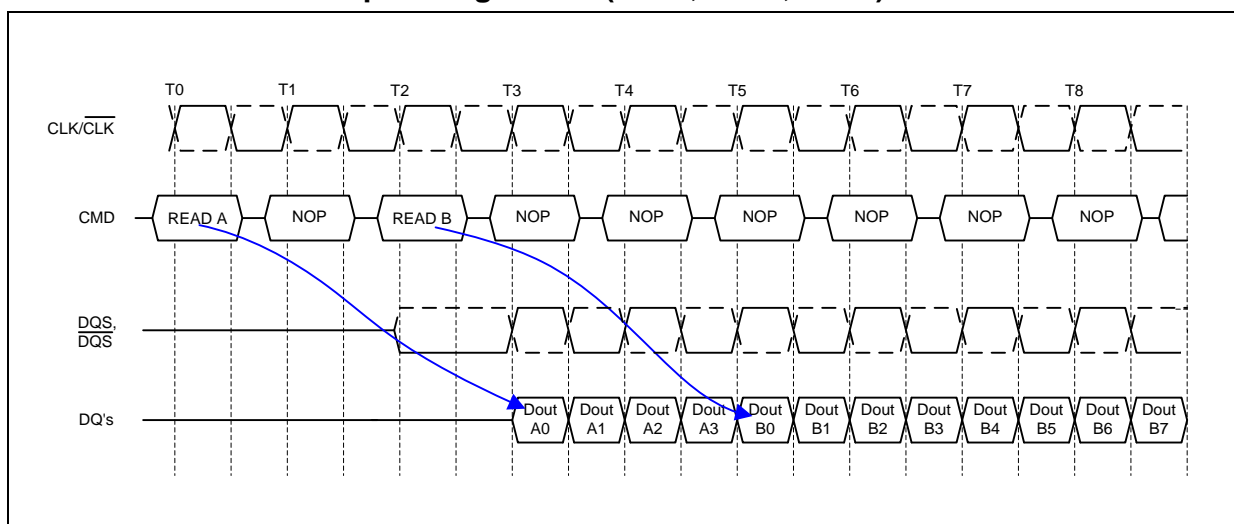 T0 T1 T2 T3 T4 T5 T6 T7 T8
CLK/CLK
CMD READ A NOP READ B NOP NOP NOP NOP NOP NOP
DQS,
DQS
DQ's
Dout Dout Dout Dout Dout Dout Dout Dout Dout Dout Dout Dout
A0 A1 A2 A3 B0 B1 B2 B3 B4 B5 B6 B7